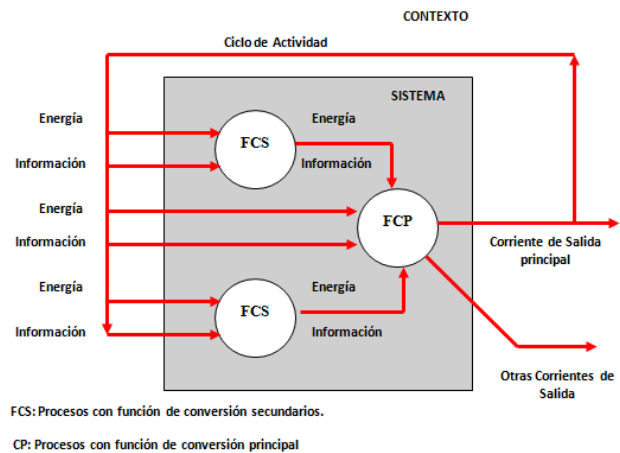 CONTEXTO
Ciclo de Actividad
SISTEMA
Energía
Información
FCS
Energía
Información
Energía
Información
FCP
Corriente de Salida
principal
Energía
Información
FCS
Energía
Información
Otras Corrientes de
Salida
FCS: Procesos con función de conversión secundarios.
CP: Procesos con función de conversión principal